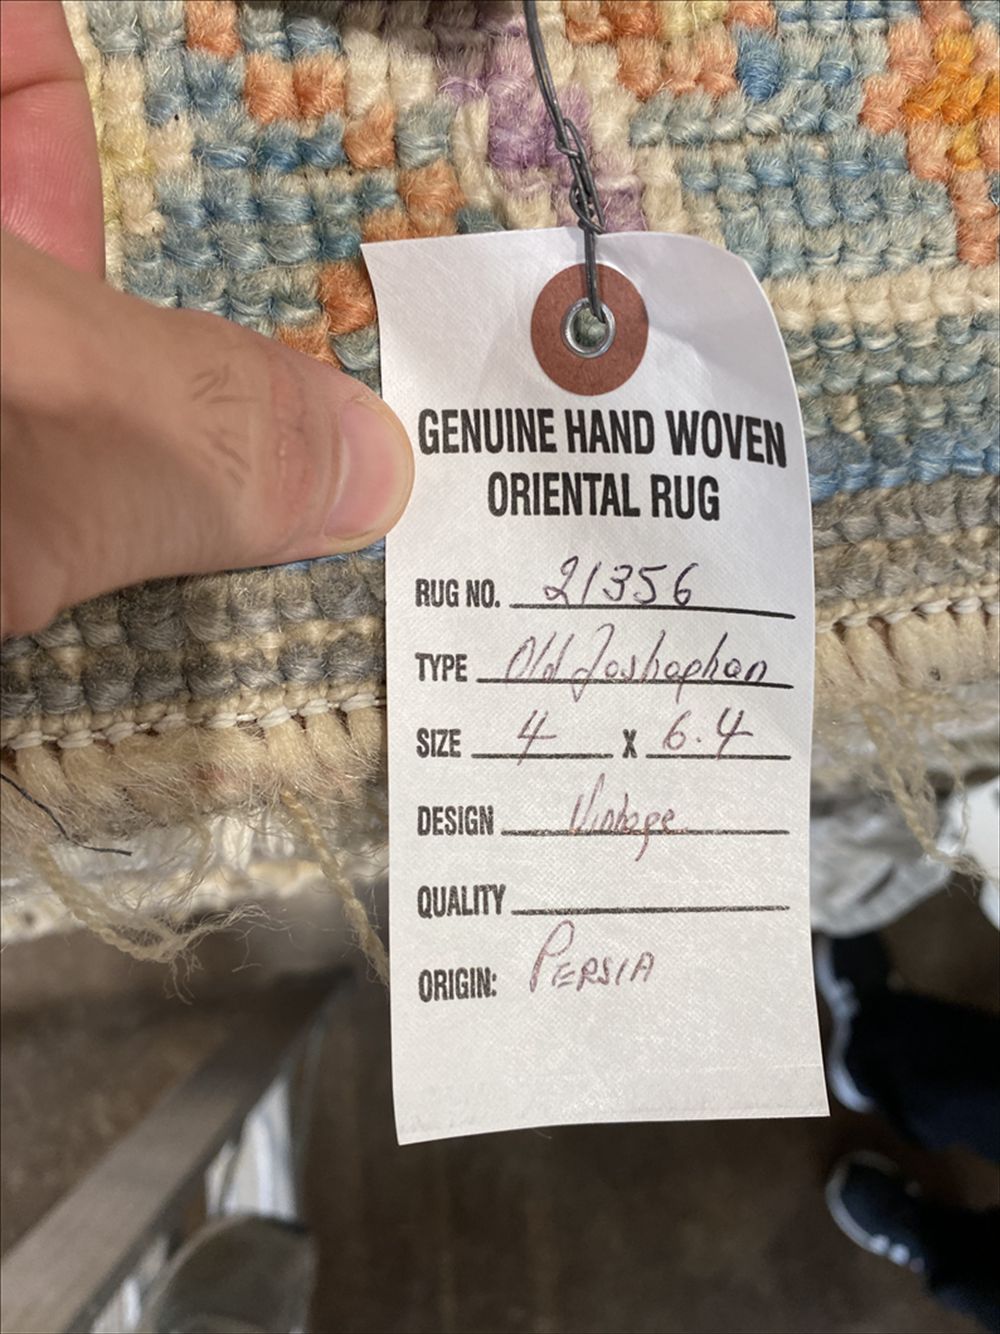 GENUINE HAND WOVEN
ORIENTAL RUG
RUG NO. 21356
TYPE Old Joshaphan
SIZE 4 X 6.4
DESIGN Vintage
QUALITY
ORIGIN: PERSIA